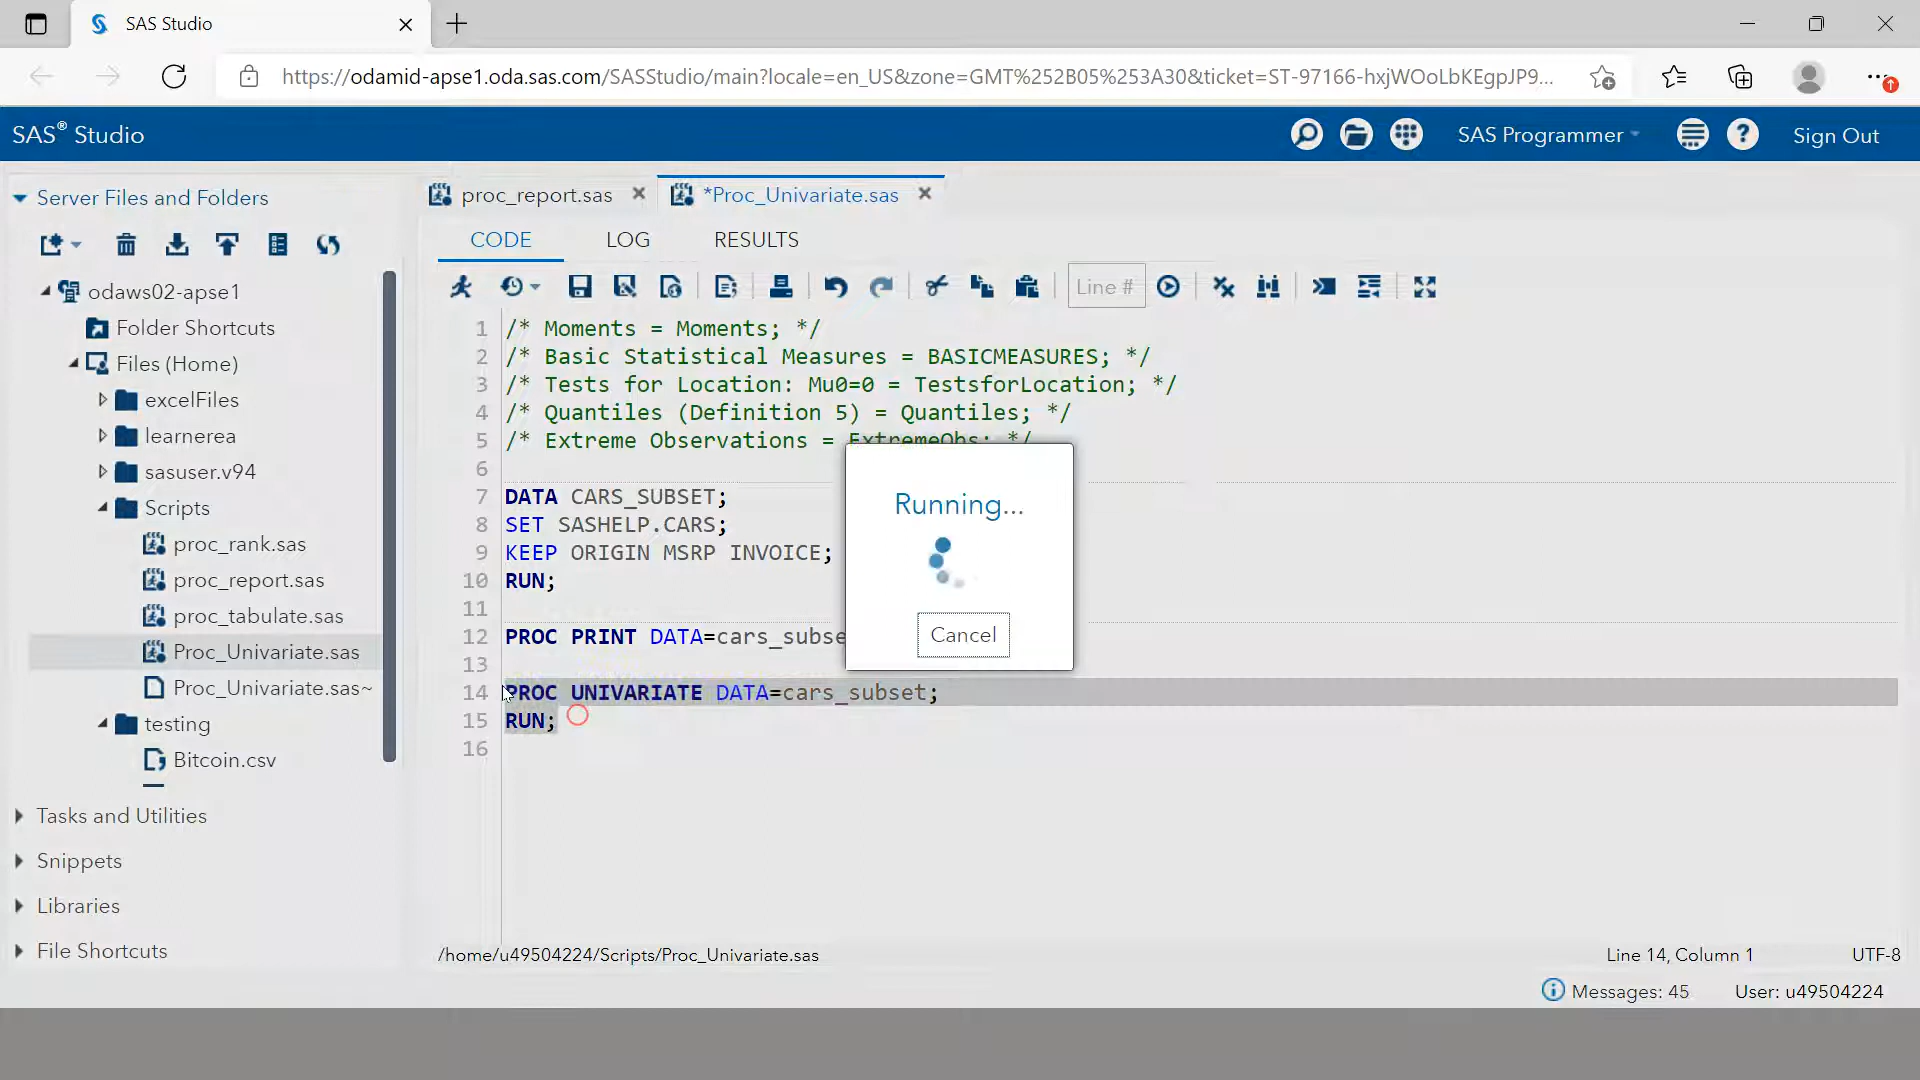 SAS Studio
https://odamid-apse1.oda.sas.com/SASStudio/main?locale=en_US&zone=GMT%252B05%253A30&ticket=ST-97166-hxjWOoLbKEgpJP9...
SAS® Studio
SAS Programmer
Sign Out
Server Files and Folders
odaws02-apse1
Folder Shortcuts
Files (Home)
excelFiles
learnerea
sasuser.v94
Scripts
proc_rank.sas
proc_report.sas
proc_tabulate.sas
Proc_Univariate.sas
Proc_Univariate.sas~
testing
Bitcoin.csv
Tasks and Utilities
Snippets
Libraries
File Shortcuts
proc_report.sas
*Proc_Univariate.sas
CODE LOG RESULTS
Line #
1 /* Moments = Moments; */
2 /* Basic Statistical Measures = BASICMEASURES; */
3 /* Tests for Location: Mu0=0 = TestsforLocation; */
4 /* Quantiles (Definition 5) = Quantiles; */
5 /* Extreme Observations = ExtremeObs; */
6
7 DATA CARS_SUBSET;
8 SET SASHELP.CARS;
9 KEEP ORIGIN MSRP INVOICE;
10 RUN;
11
12 PROC PRINT DATA=cars_subse
13
14 PROC UNIVARIATE DATA=cars_subset;
15 RUN;
16
Running...
Cancel
/home/u49504224/Scripts/Proc_Univariate.sas
Line 14, Column 1
UTF-8
Messages: 45
User: u49504224